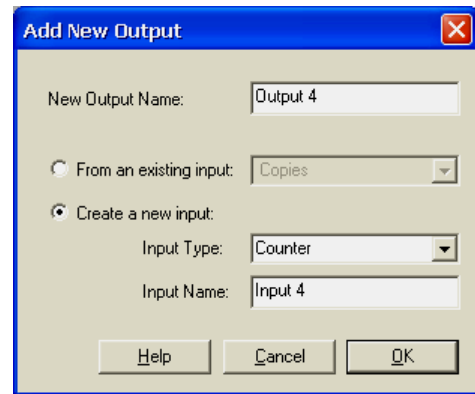 Add New Output
New Output Name: Output 4
From an existing input: Copies
Create a new input:
Input Type: Counter
Input Name: Input 4
Help Cancel OK